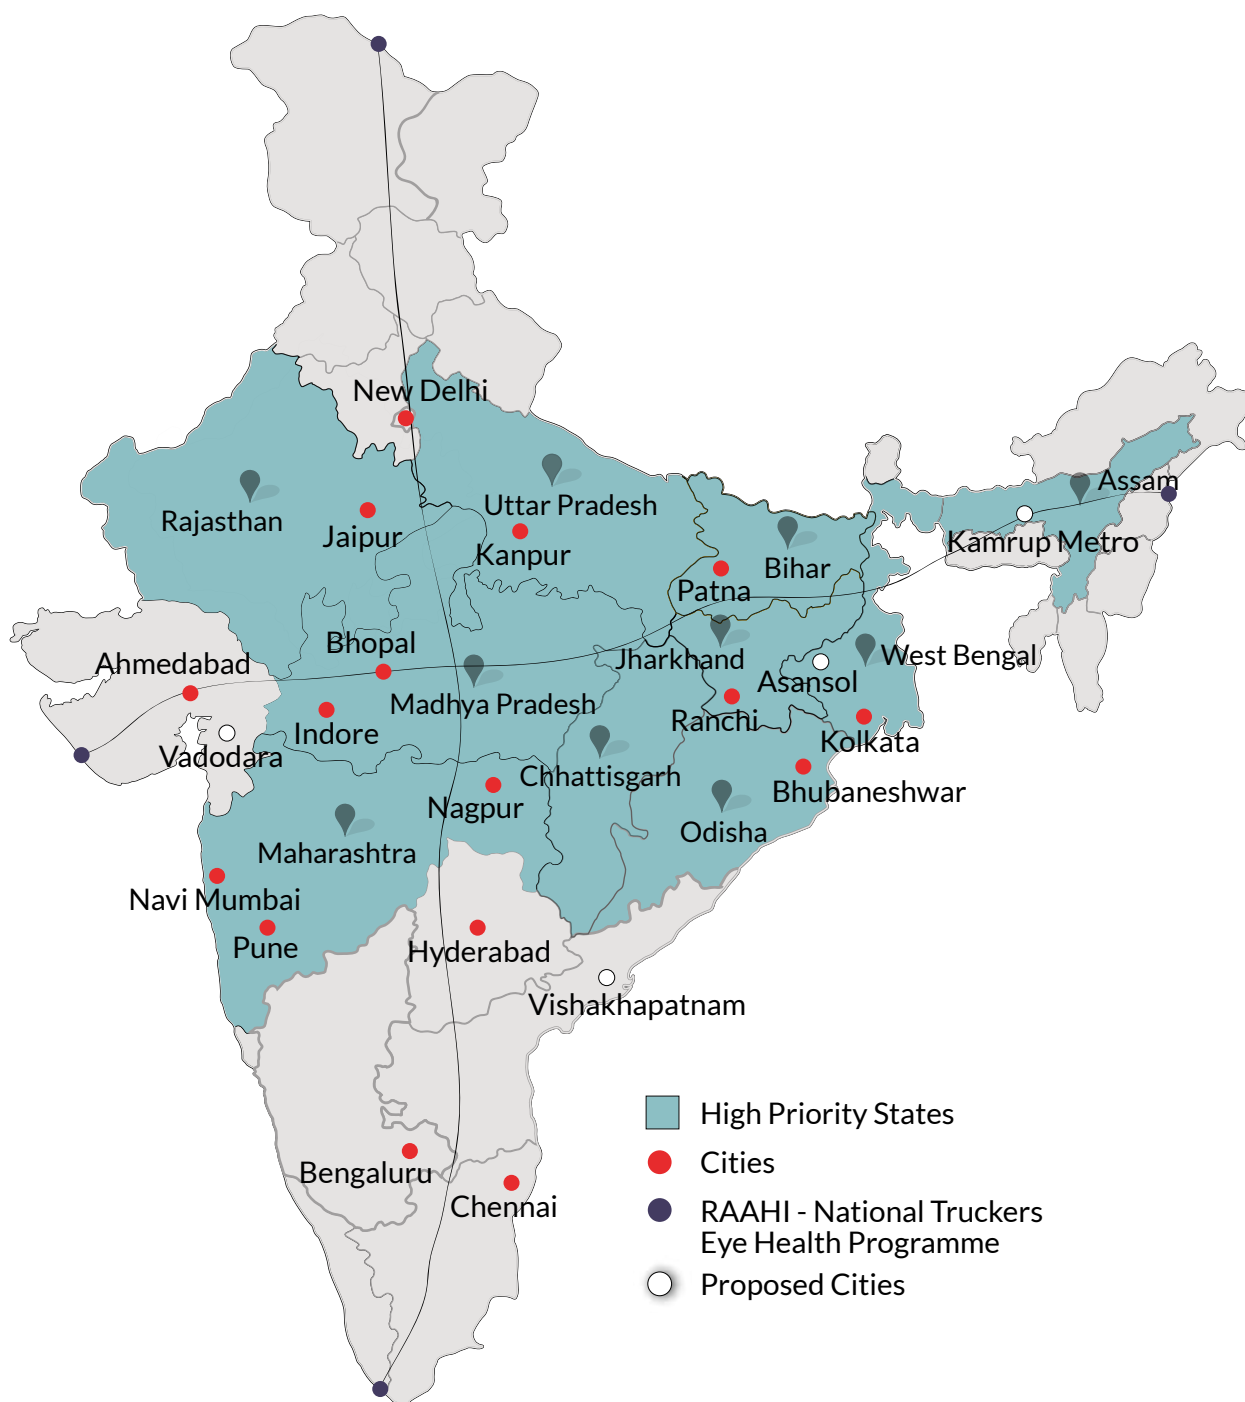 New Delhi
Assam
Uttar Pradesh
Rajasthan
Jaipur
Kamrup Metro
Kanpur
Bihar
Patna
Bhopal
West Bengal
Jharkhand
Ahmedabad
Asansol
Madhya Pradesh
Ranchi
Indore
Kolkata
Vadodara
Chhattisgarh
Bhubaneshwar
Nagpur
Odisha
Maharashtra
Navi Mumbai
Pune
Hyderabad
Vishakhapatnam
High Priority States
Cities
Bengaluru
Chennai
RAAHI - National Truckers
Eye Health Programme
Proposed Cities